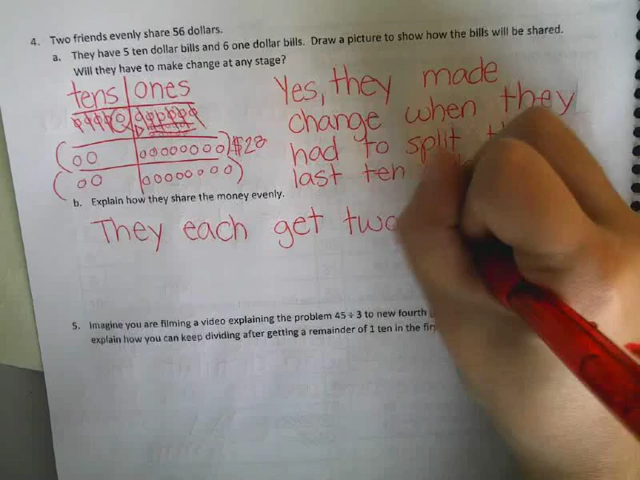 4. Two friends evenly share 56 dollars.
a. They have 5 ten dollar bills and 6 one dollar bills. Draw a picture to show how the bills will be shared.
Will they have to make change at any stage?
tens ones
$28
Yes, they made
change when they
had to split
last ten
b. Explain how they share the money evenly.
They each get two
5. Imagine you are filming a video explaining the problem 45 ÷ 3 to new fourth
explain how you can keep dividing after getting a remainder of 1 ten in the